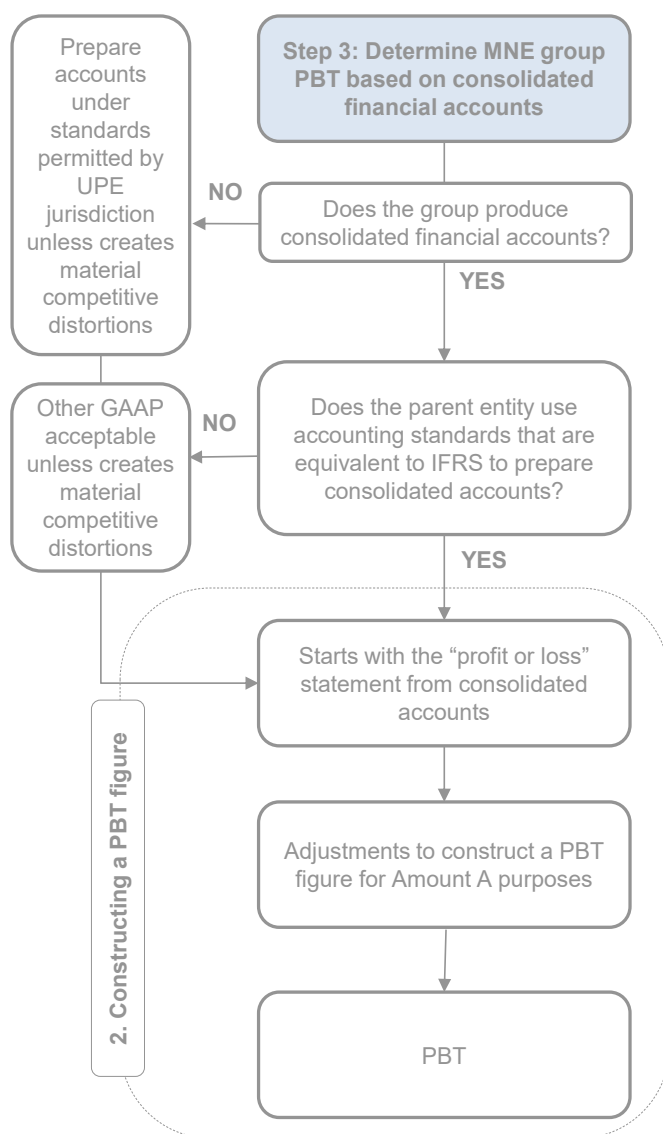 Step 3: Determine MNE group
PBT based on consolidated
financial accounts
Prepare
accounts
under
standards
permitted by
UPE
jurisdiction
unless creates
material
competitive
distortions
NO
Does the group produce
consolidated financial accounts?
YES
Other GAAP
acceptable
unless creates
material
competitive
distortions
NO
Does the parent entity use
accounting standards that are
equivalent to IFRS to prepare
consolidated accounts?
YES
2. Constructing a PBT figure
Starts with the “profit or loss”
statement from consolidated
accounts
Adjustments to construct a PBT
figure for Amount A purposes
PBT